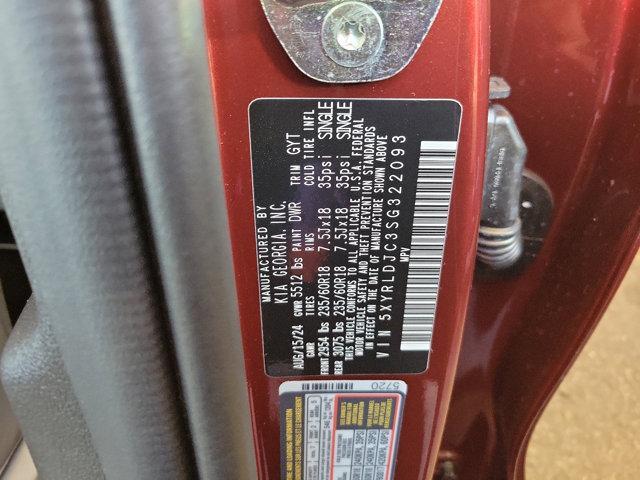 MANUFACTURED BY
KIA GEORGIA, INC.
AUG/15/24 GVWR 5512 lbs PAINT DWR TRIM GYT
GAWR TIRES RIMS COLD TIRE INFL
FRONT 2954 lbs 235/60R18 7.5Jx18 35psi SINGLE
REAR 3075 lbs 235/60R18 7.5Jx18 35psi SINGLE
THIS VEHICLE CONFORMS TO ALL APPLICABLE U.S.A. FEDERAL
MOTOR VEHICLE SAFETY AND THEFT PREVENTION STANDARDS
IN EFFECT ON THE DATE OF MANUFACTURE SHOWN ABOVE
VIN 5XYRLDJC3SG322093
MPV
5720